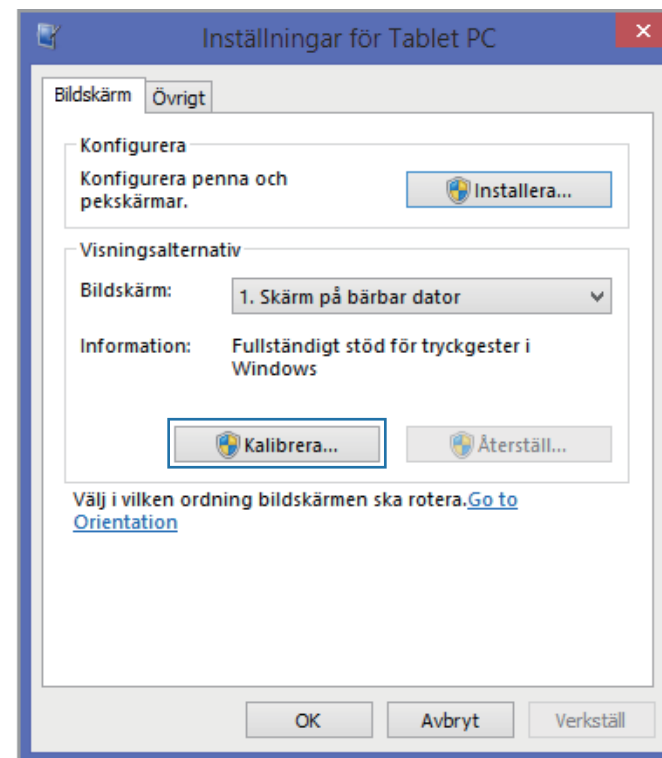 Inställningar för Tablet PC
Bildskärm
Övrigt
Konfigurera
Konfigurera penna och
pekskärmar.
Installera...
Visningsalternativ
Bildskärm:
1. Skärm på bärbar dator
Information:
Fullständigt stöd för tryckgester i
Windows
Kalibrera...
Återställ...
Välj i vilken ordning bildskärmen ska rotera.Go to
Orientation
OK
Avbryt
Verkställ